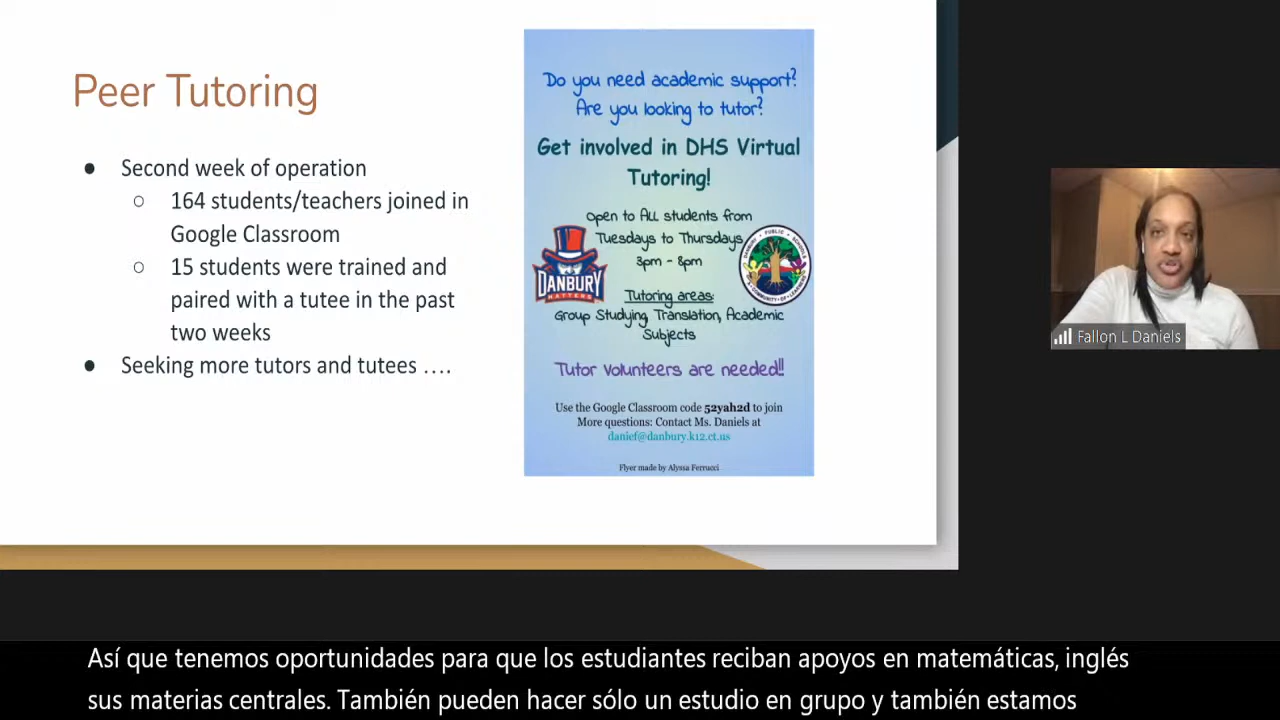 Peer Tutoring
● Second week of operation
○ 164 students/teachers joined in
Google Classroom
○ 15 students were trained and
paired with a tutee in the past
two weeks
● Seeking more tutors and tutees ....
Do you need academic support?
Are you looking to tutor?
Get involved in DHS Virtual
Tutoring!
Open to ALL students from
Tuesdays to Thursdays
3pm - 8pm
DANBURY
HATTERS
DANBURY PUBLIC SCHOOLS
Tutoring areas:
Group Studying, Translation, Academic
Subjects
Tutor Volunteers are needed!!
Use the Google Classroom code 52yah2d to join
More questions: Contact Ms. Daniels at
danief@danbury.k12.ct.us
Flyer made by Alyssa Ferrucci
Fallon L Daniels
Así que tenemos oportunidades para que los estudiantes reciban apoyos en matemáticas, inglés
sus materias centrales. También pueden hacer sólo un estudio en grupo y también estamos